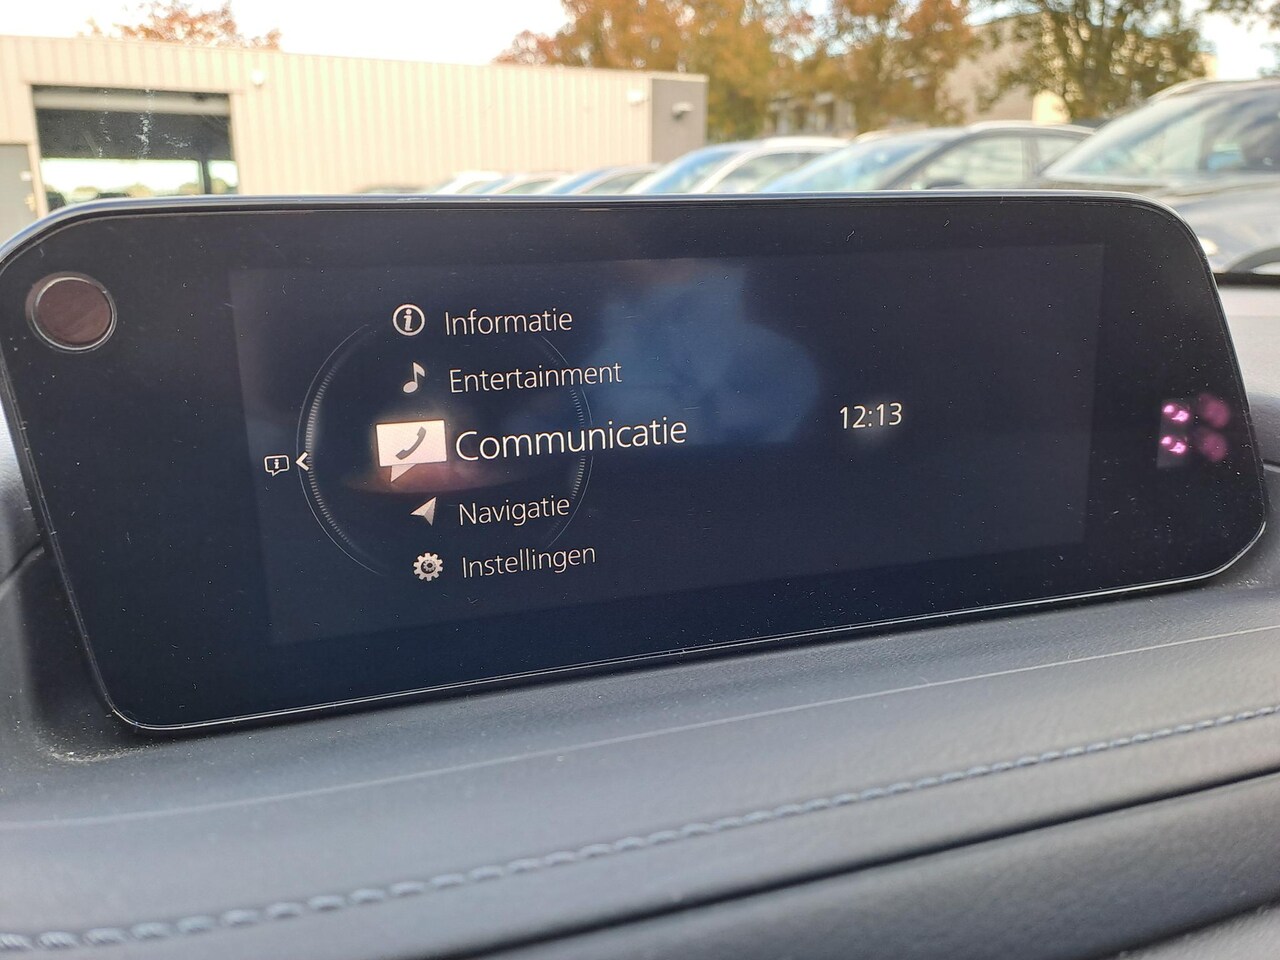 Informatie
Entertainment
Communicatie
12:13
Navigatie
Instellingen